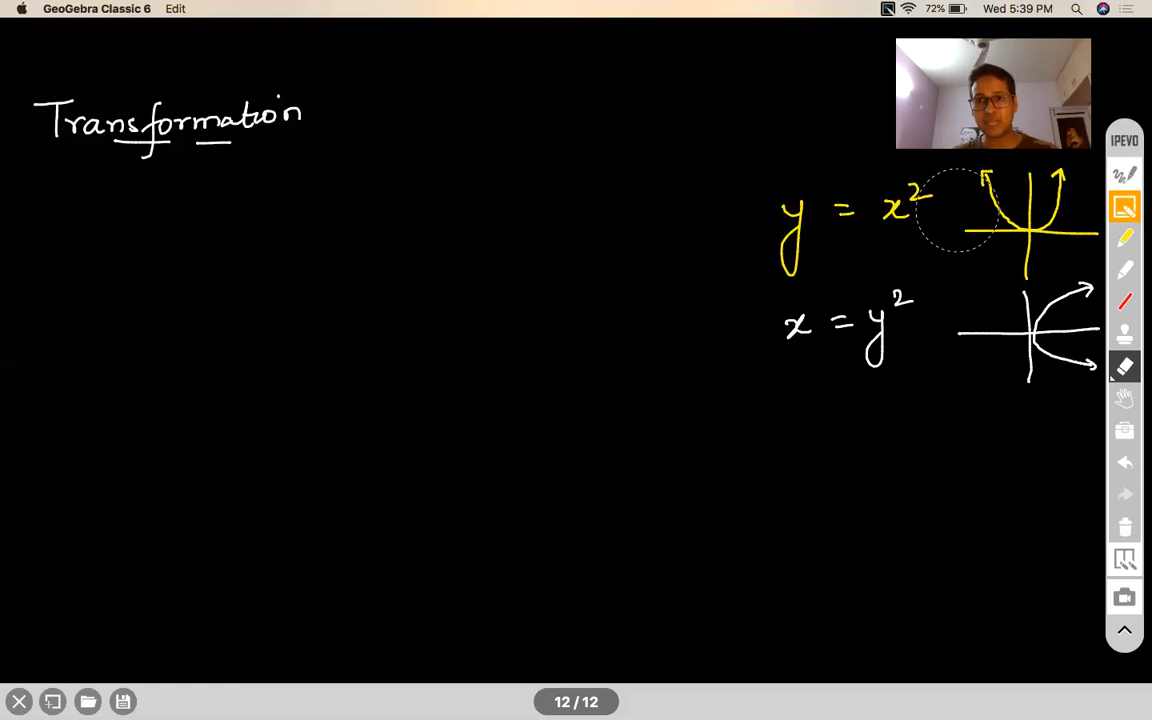 GeoGebra Classic 6 Edit 72% Wed 5:39 PM
Transformation
IPEVO
y = x²
x = y²
12/12